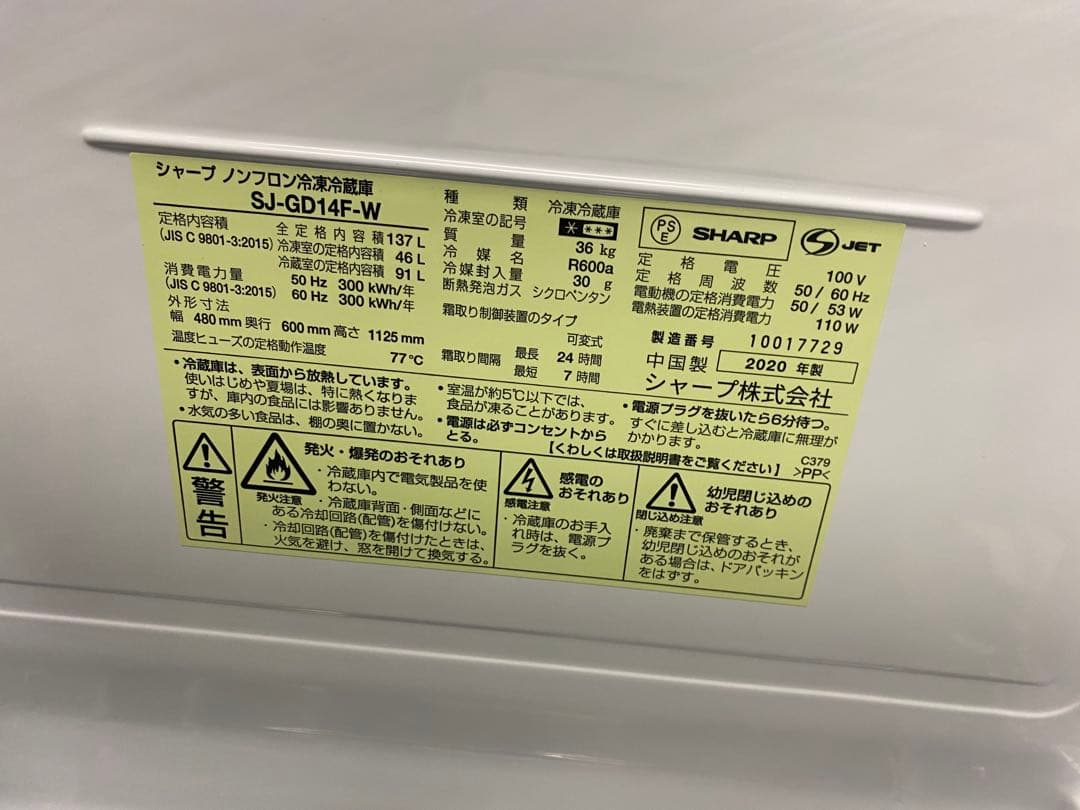 シャープ ノンフロン冷凍冷蔵庫
SJ-GD14F-W
定格内容積
(JIS C 9801-3:2015)
全定格内容積 137 L
冷凍室の定格内容積 46 L
冷蔵室の定格内容積 91 L
消費電力量
(JIS C 9801-3:2015)
50 Hz 300 kWh/年
60 Hz 300 kWh/年
外形寸法
幅 480 mm 奥行 600 mm 高さ 1125 mm
温度ヒューズの定格動作温度 77℃
種類 冷凍冷蔵庫
冷凍室の記号 ****
質量 36 kg
冷媒名 R600a
冷媒封入量 30 g
断熱発泡ガス シクロペンタン
霜取り制御装置のタイプ
可変式
霜取り間隔 最長 24 時間
最短 7 時間
PS
E
SHARP
S JET
定格電圧 100 V
定格周波数 50 / 60 Hz
電動機の定格消費電力 50 / 53 W
電熱装置の定格消費電力 110 W
製造番号 10017729
中国製 2020 年製
シャープ株式会社
・冷蔵庫は、表面から放熱しています。
使いはじめや夏場は、特に熱くなりま
すが、庫内の食品には影響ありません。
・水気の多い食品は、棚の奥に置かない。
・室温が約5℃以下では、
食品が凍ることがあります。
・電源は必ずコンセントから
とる。
・電源プラグを抜いたら6分待つ。
すぐに差し込むと冷蔵庫に無理が
かかります。
【くわしくは取扱説明書をご覧ください】
C379
>PP<
警告
発火注意
発火・爆発のおそれあり
・冷蔵庫内で電気製品を使
わない。
・冷蔵庫背面・側面などに
ある冷却回路(配管)を傷付けない。
・冷却回路(配管)を傷付けたときは、
火気を避け、窓を開けて換気する。
感電注意
感電の
おそれあり
・冷蔵庫のお手入
れ時は、電源プ
ラグを抜く。
閉じ込め注意
幼児閉じ込めの
おそれあり
・廃棄まで保管するとき、
幼児閉じ込めのおそれが
ある場合は、ドアパッキン
をはずす。